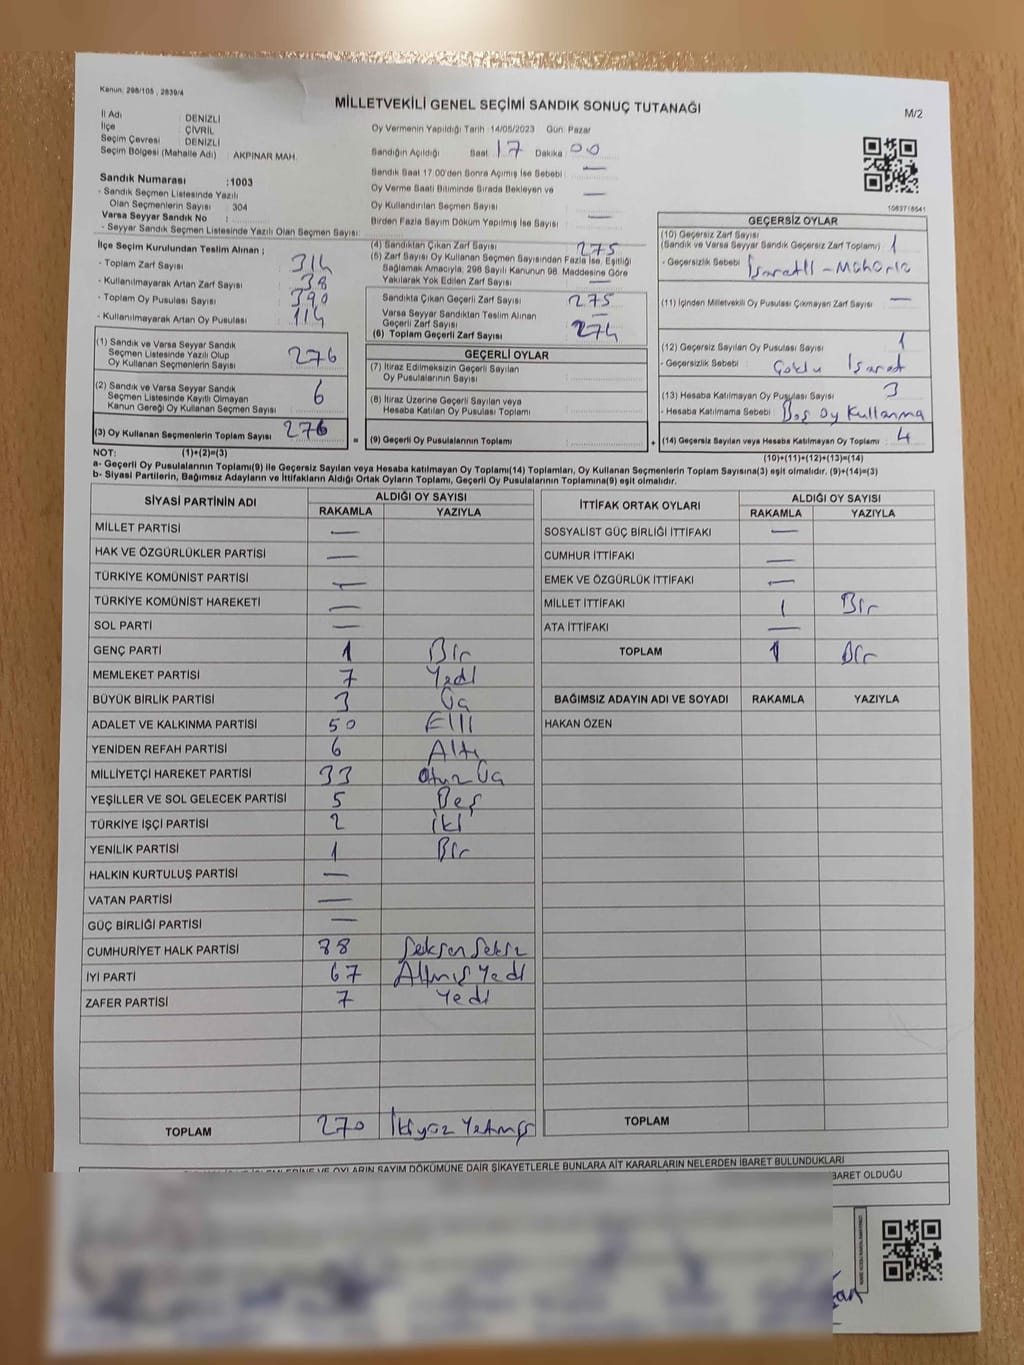 Kanun: 298/105 , 2839/4
MİLLETVEKİLİ GENEL SEÇİMİ SANDIK SONUÇ TUTANAĞI
M/2
İl Adı : DENİZLİ
İlçe : ÇİVRİL
Seçim Çevresi : DENİZLİ
Seçim Bölgesi (Mahalle Adı) : AKPINAR MAH.
Sandık Numarası :1003
- Sandık Seçmen Listesinde Yazılı
Olan Seçmenlerin Sayısı : 304
Varsa Seyyar Sandık No :
- Seyyar Sandık Seçmen Listesinde Yazılı Olan Seçmen Sayısı:
Oy Vermenin Yapıldığı Tarih :14/05/2023 Gün: Pazar
Sandığın Açıldığı Saat 17 Dakika 00
Sandık Saat 17:00'den Sonra Açımış İse Sebebi : —
Oy Verme Saati Bitiminde Sırada Bekleyen ve
Oy Kullandırılan Seçmen Sayısı : —
Birden Fazla Sayım Döküm Yapılmış İse Sayısı : —
1083718541
İlçe Seçim Kurulundan Teslim Alınan ;
- Toplam Zarf Sayısı : 314
- Kullanılmayarak Artan Zarf Sayısı : 38
- Toplam Oy Pusulası Sayısı : 390
- Kullanılmayarak Artan Oy Pusulası : 114
(1) Sandık ve Varsa Seyyar Sandık
Seçmen Listesinde Yazılı Olup
Oy Kullanan Seçmenlerin Sayısı : 276
(2) Sandık ve Varsa Seyyar Sandık
Seçmen Listesinde Kayıtlı Olmayan
Kanun Gereği Oy Kullanan Seçmen Sayısı : 6
(3) Oy Kullanan Seçmenlerin Toplam Sayısı : 276
(4) Sandıktan Çıkan Zarf Sayısı : 275
(5) Zarf Sayısı Oy Kullanan Seçmen Sayısından Fazla İse, Eşitliği
Sağlamak Amacıyla, 298 Sayılı Kanunun 98. Maddesine Göre
Yakılarak Yok Edilen Zarf Sayısı : —
Sandıkta Çıkan Geçerli Zarf Sayısı : 275
Varsa Seyyar Sandıktan Teslim Alınan
Geçerli Zarf Sayısı : —
(6) Toplam Geçerli Zarf Sayısı : 274
GEÇERLİ OYLAR
(7) İtiraz Edilmeksizin Geçerli Sayılan
Oy Pusulalarının Sayısı :
(8) İtiraz Üzerine Geçerli Sayılan veya
Hesaba Katılan Oy Pusulası Toplamı :
= (9) Geçerli Oy Pusulalarının Toplamı :
GEÇERSİZ OYLAR
(10) Geçersiz Zarf Sayısı
(Sandık ve Varsa Seyyar Sandık Geçersiz Zarf Toplamı) : 1
- Geçersizlik Sebebi : İşaretli - Mühürlü
(11) İçinden Milletvekili Oy Pusulası Çıkmayan Zarf Sayısı : —
(12) Geçersiz Sayılan Oy Pusulası Sayısı : 1
- Geçersizlik Sebebi : Çoklu İşaret
(13) Hesaba Katılmayan Oy Pusulası Sayısı : 3
- Hesaba Katılmama Sebebi : Boş Oy Kullanma
+ (14) Geçersiz Sayılan veya Hesaba Katılmayan Oy Toplamı : 4
NOT: (1)+(2)=(3)
(10)+(11)+(12)+(13)=(14)
a- Geçerli Oy Pusulalarının Toplamı(9) ile Geçersiz Sayılan veya Hesaba katılmayan Oy Toplamı(14) Toplamları, Oy Kullanan Seçmenlerin Toplam Sayısına(3) eşit olmalıdır. (9)+(14)=(3)
b- Siyasi Partilerin, Bağımsız Adayların ve İttifakların Aldığı Ortak Oyların Toplamı, Geçerli Oy Pusulalarının Toplamına(9) eşit olmalıdır.
SİYASİ PARTİNİN ADI ALDIĞI OY SAYISI
RAKAMLA YAZIYLA
MİLLET PARTİSİ —
HAK VE ÖZGÜRLÜKLER PARTİSİ —
TÜRKİYE KOMÜNİST PARTİSİ —
TÜRKİYE KOMÜNİST HAREKETİ —
SOL PARTİ —
GENÇ PARTİ 1 Bir
MEMLEKET PARTİSİ 7 Yedi
BÜYÜK BİRLİK PARTİSİ 3 Üç
ADALET VE KALKINMA PARTİSİ 50 Elli
YENİDEN REFAH PARTİSİ 6 Altı
MİLLİYETÇİ HAREKET PARTİSİ 33 Otuz Üç
YEŞİLLER VE SOL GELECEK PARTİSİ 5 Beş
TÜRKİYE İŞÇİ PARTİSİ 2 İki
YENİLİK PARTİSİ 1 Bir
HALKIN KURTULUŞ PARTİSİ —
VATAN PARTİSİ —
GÜÇ BİRLİĞİ PARTİSİ —
CUMHURİYET HALK PARTİSİ 88 Seksen Sekiz
İYİ PARTİ 67 Altmış Yedi
ZAFER PARTİSİ 7 Yedi
TOPLAM 270 İkiyüz Yetmiş
İTTİFAK ORTAK OYLARI ALDIĞI OY SAYISI
RAKAMLA YAZIYLA
SOSYALİST GÜÇ BİRLİĞİ İTTİFAKI —
CUMHUR İTTİFAKI —
EMEK VE ÖZGÜRLÜK İTTİFAKI —
MİLLET İTTİFAKI 1 Bir
ATA İTTİFAKI —
TOPLAM 1 Bir
BAĞIMSIZ ADAYIN ADI VE SOYADI RAKAMLA YAZIYLA
HAKAN ÖZEN
TOPLAM
VE OYLARIN SAYIM DÖKÜMÜNE DAİR ŞİKAYETLERLE BUNLARA AİT KARARLARIN NELERDEN İBARET BULUNDUKLARI
İBARET OLDUĞU